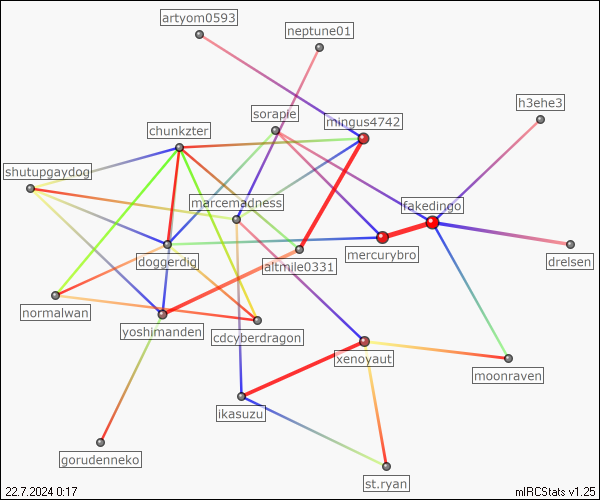 artyom0593
neptune01
h3ehe3
sorapie
mingus4742
chunkzter
shutupgaydog
marcemadness
fakedingo
mercurybro
drelsen
doggerdig
altmile0331
normalwan
yoshimanden
cdcyberdragon
xenoyaut
moonraven
ikasuzu
gorudenneko
st.ryan
22.7.2024 0:17
mIRCStats v1.25